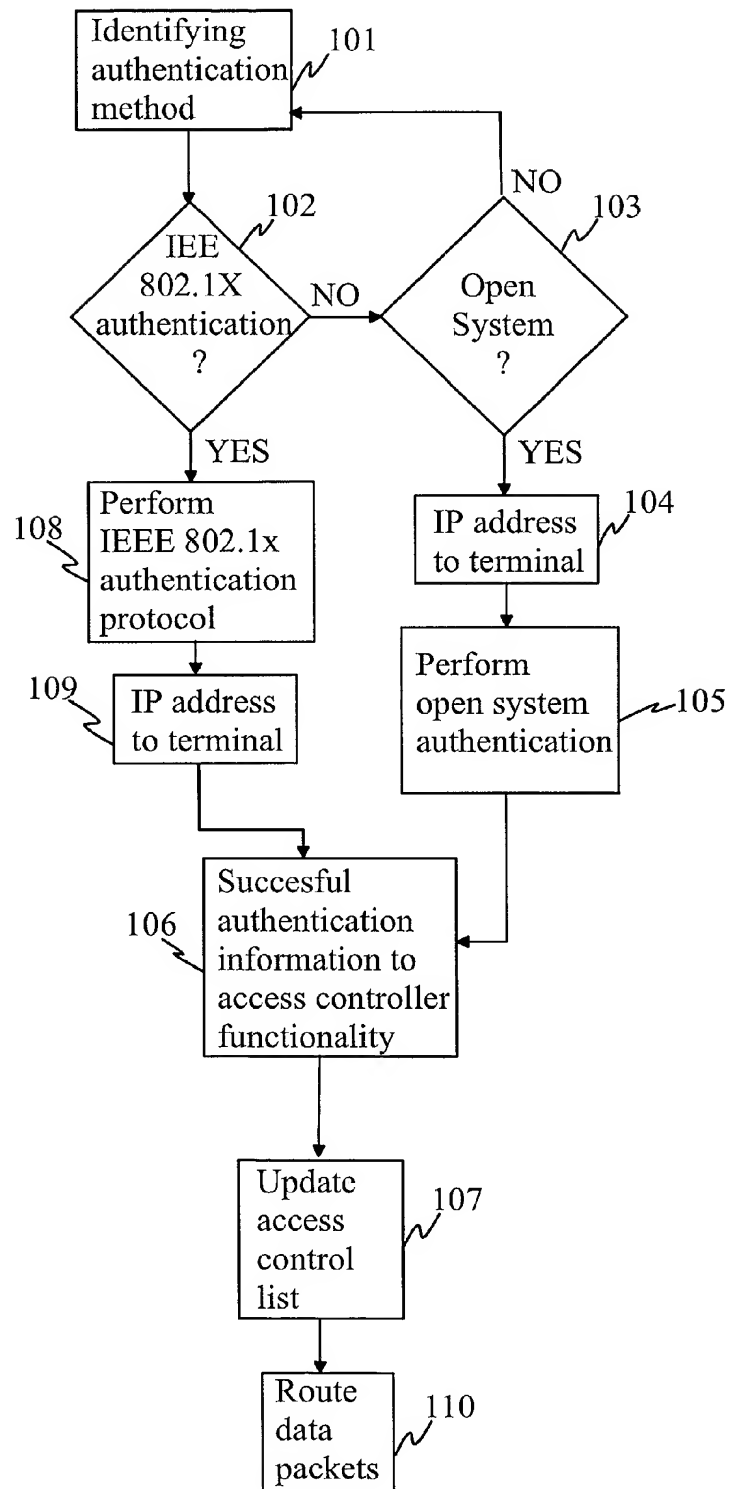 Identifying
authentication
method
101
NO
102
103
IEE
802.1X
authentication
?
NO
Open
System
?
YES
YES
108
Perform
IEEE 802.1x
authentication
protocol
IP address
to terminal
104
109
IP address
to terminal
Perform
open system
authentication
105
106
Succesful
authentication
information to
access controller
functionality
Update
access
control
list
107
Route
data
packets
110